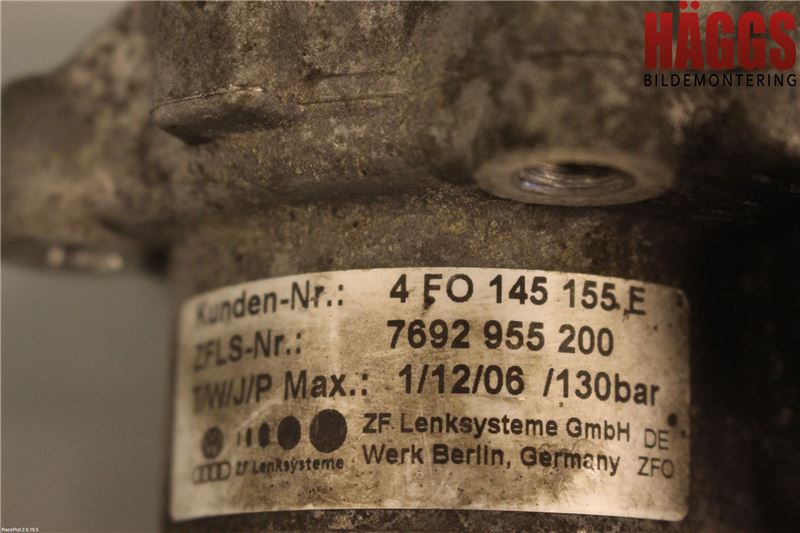 HÄGGS
BILDEMONTERING
Kunden-Nr.: 4 FO 145 155 E
ZFLS-Nr.: 7692 955 200
T/W/J/P Max.: 1/12/06 /130bar
ZF Lenksysteme GmbH DE
ZF Lenksysteme Werk Berlin, Germany ZFO